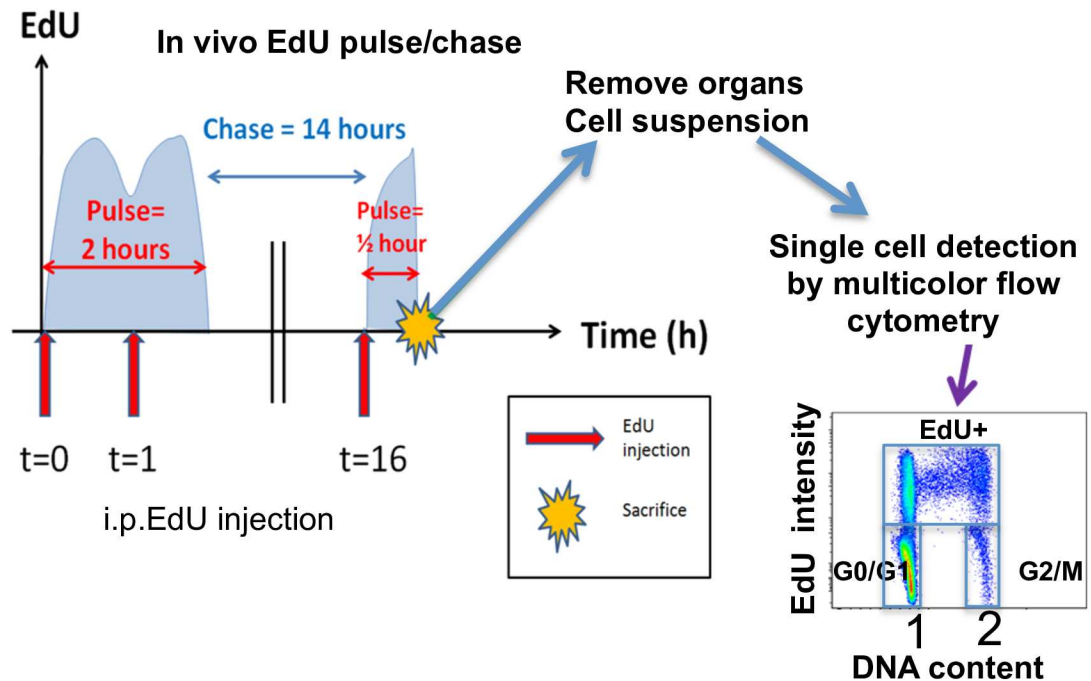 EdU
In vivo EdU pulse/chase
Chase = 14 hours
Pulse=
2 hours
Pulse=
½ hour
Time (h)
t=0
t=1
t=16
i.p.EdU injection
EdU
injection
Sacrifice
Remove organs
Cell suspension
Single cell detection
by multicolor flow
cytometry
EdU intensity
EdU+
G0/G1
G2/M
1
2
DNA content